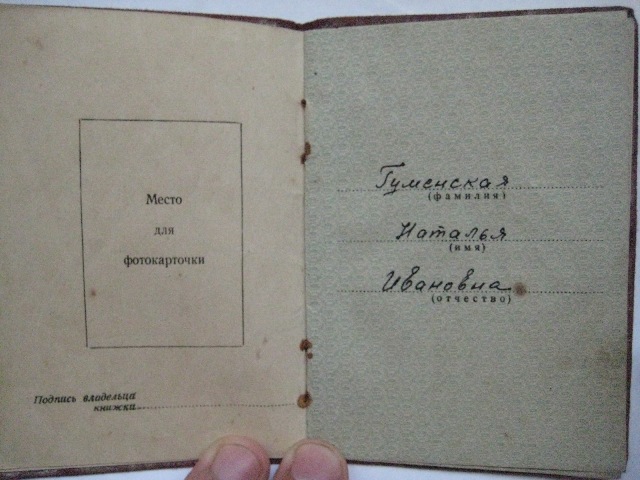 Место
для
фотокарточки
Подпись владельца
книжки
Гуменская
(фамилия)
Наталья
(имя)
Ивановна
(отчество)